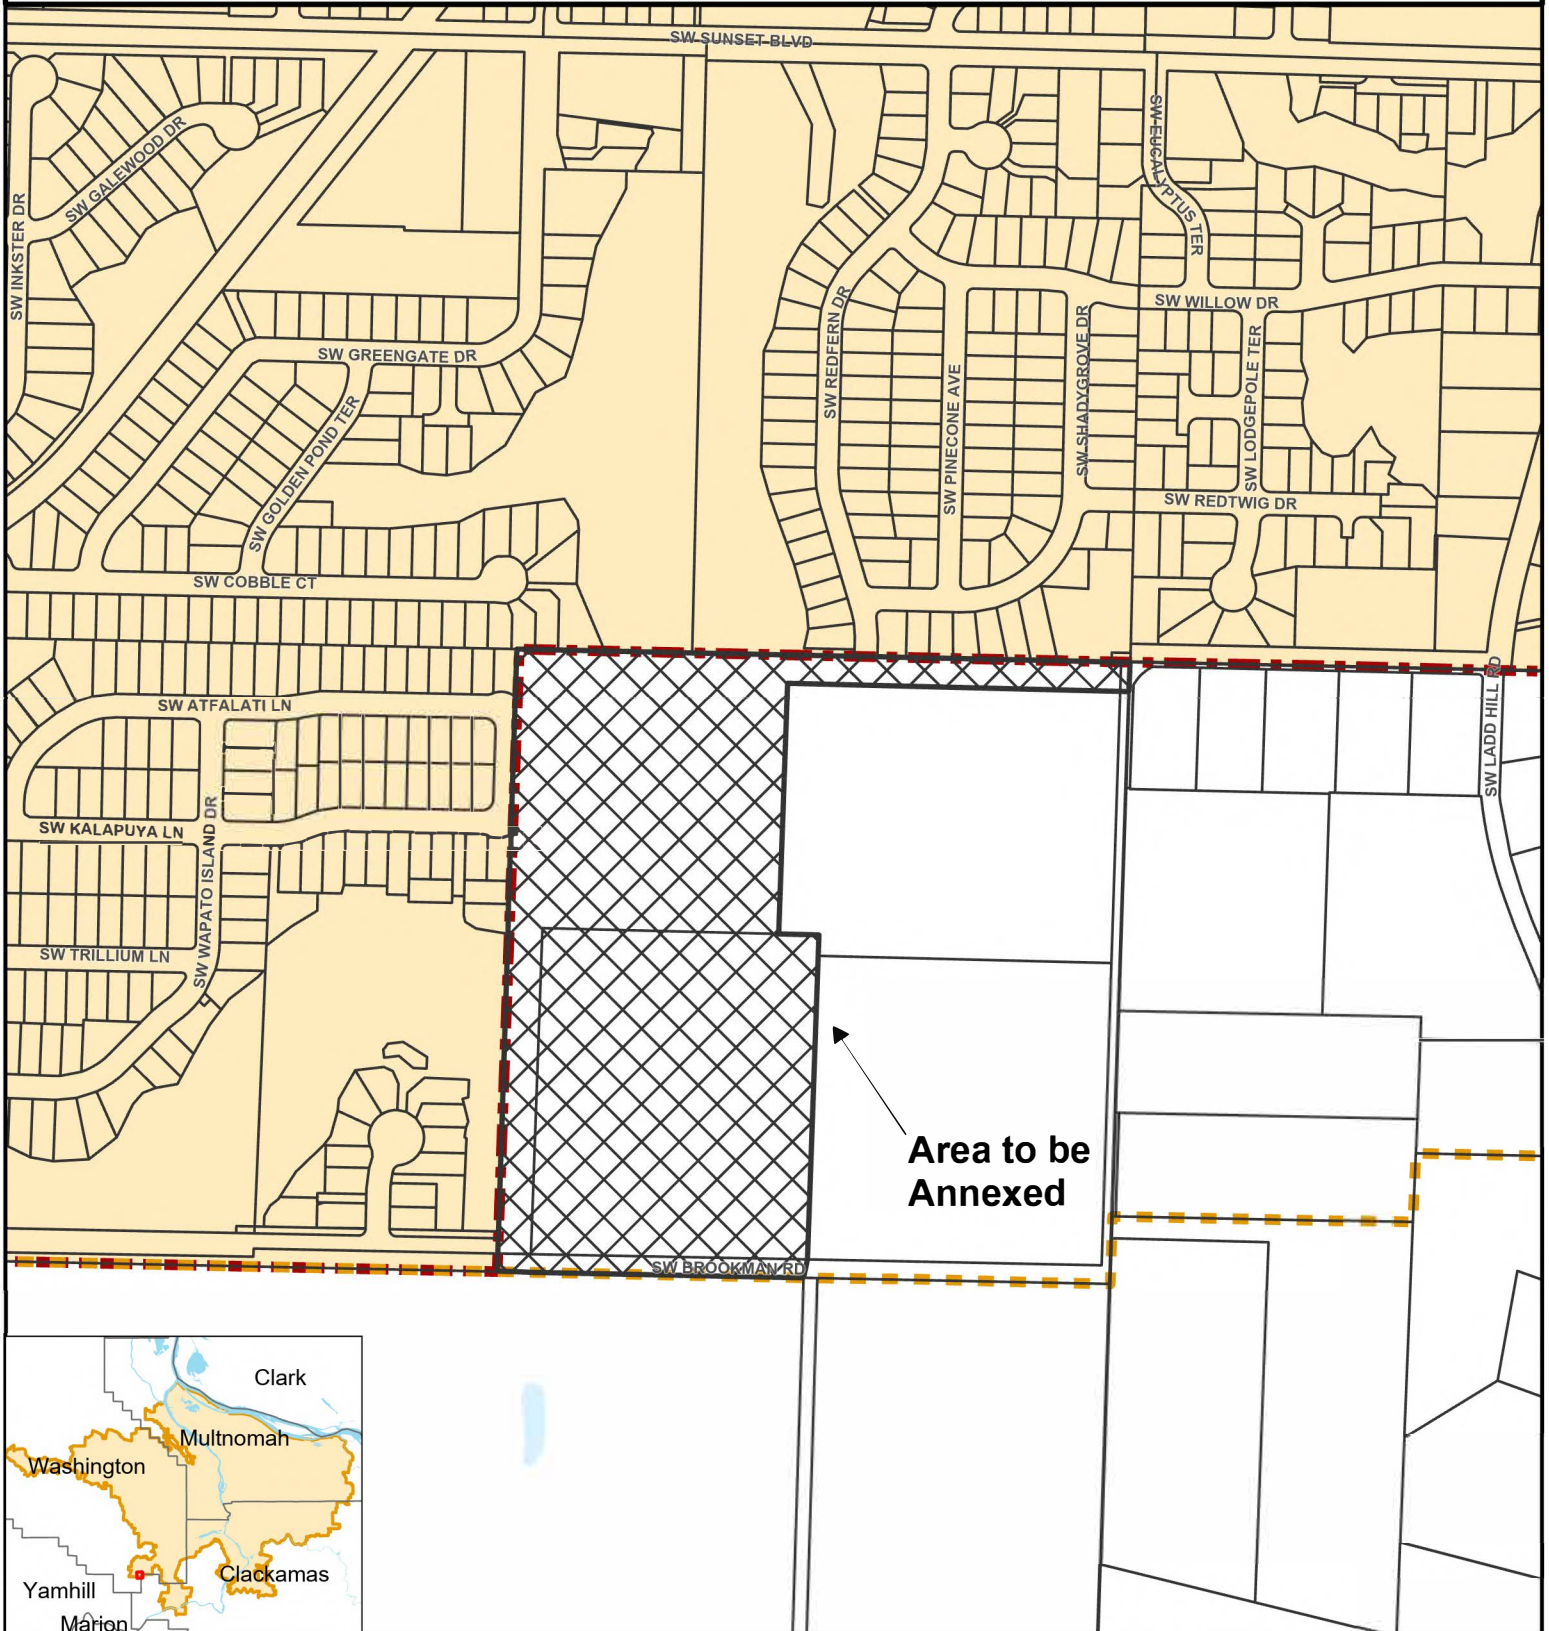 SW SUNSET BLVD
SW GALEWOOD DR
SW INKSTER DR
SW EUCALYPTUS TER
SW GREENGATE DR
SW REDFERN DR
SW WILLOW DR
SW GOLDEN POND TER
SW PINECONE AVE
SW SHADYGROVE DR
SW LODGEPOLE TER
SW REDTWIG DR
SW COBBLE CT
SW ATFALATI LN
SW LADD HILL RD
SW KALAPUYA LN
SW WAPATO ISLAND DR
SW TRILLIUM LN
Area to be
Annexed
SW BROOKMAN RD
Clark
Multnomah
Washington
Clackamas
Yamhill
Marion